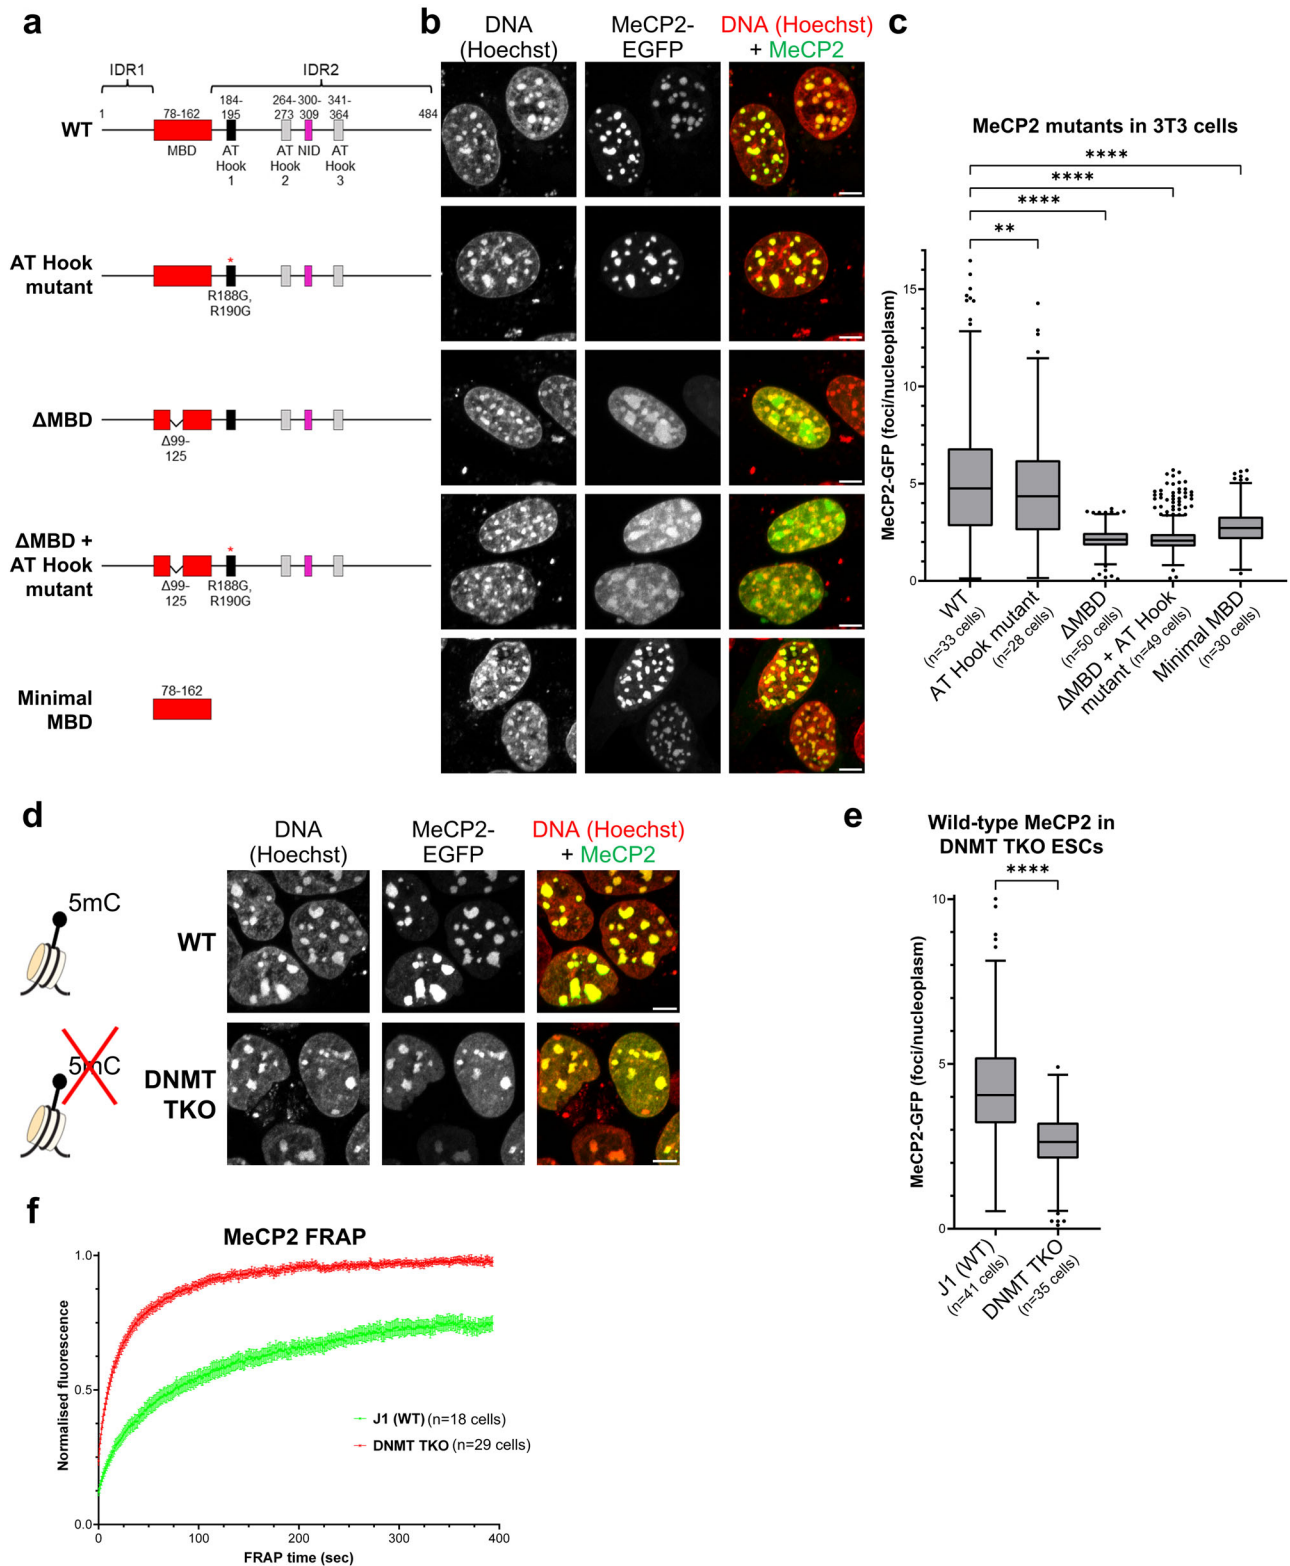 a
IDR1
IDR2
1
78-162
184-
195
264-
273
300-
309
341-
364
484
WT
MBD
AT
Hook
1
AT
Hook
2
NID
AT
Hook
3
AT Hook
mutant
*
R188G,
R190G
ΔMBD
Δ99-
125
ΔMBD +
AT Hook
mutant
*
Δ99-
125
R188G,
R190G
Minimal
MBD
78-162
b
DNA
(Hoechst)
MeCP2-
EGFP
DNA (Hoechst)
+ MeCP2
c
MeCP2 mutants in 3T3 cells
****
****
****
**
MeCP2-GFP (foci/nucleoplasm)
15
10
5
0
WT
(n=33 cells)
AT Hook mutant
(n=28 cells)
ΔMBD
(n=50 cells)
ΔMBD + AT Hook
mutant (n=49 cells)
Minimal MBD
(n=30 cells)
d
DNA
(Hoechst)
MeCP2-
EGFP
DNA (Hoechst)
+ MeCP2
5mC
WT
5mC
DNMT
TKO
e
Wild-type MeCP2 in
DNMT TKO ESCs
****
MeCP2-GFP (foci/nucleoplasm)
10
5
0
J1 (WT)
(n=41 cells)
DNMT TKO
(n=35 cells)
f
MeCP2 FRAP
Normalised fluorescence
1.0
0.5
0.0
J1 (WT) (n=18 cells)
DNMT TKO (n=29 cells)
0
100
200
300
400
FRAP time (sec)